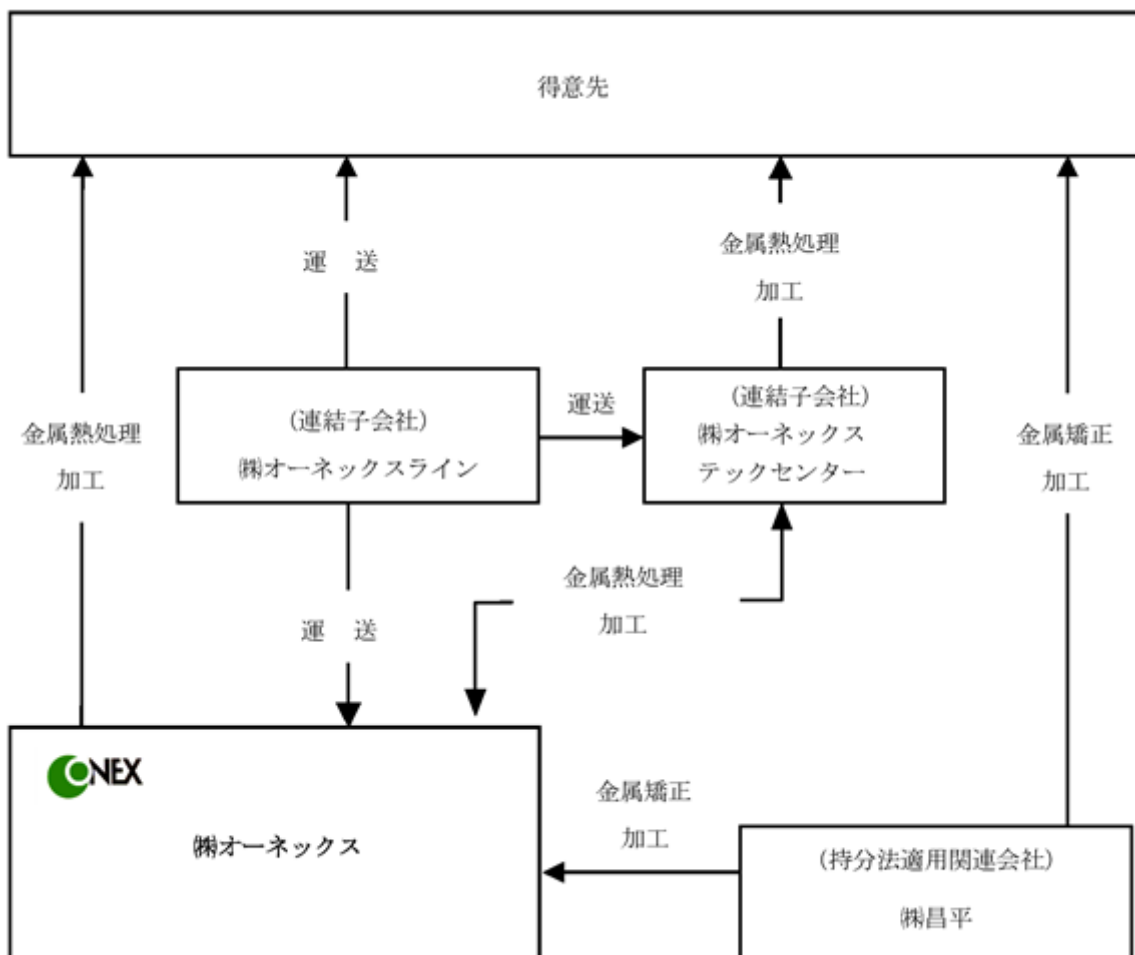 得意先
運　送
金属熱処理
加工
(連結子会社)
㈱オーネックスライン
運送
(連結子会社)
㈱オーネックス
テックセンター
金属熱処理
加工
金属矯正
加工
金属熱処理
加工
運　送
ONEX
㈱オーネックス
金属矯正
加工
(持分法適用関連会社)
㈱昌平